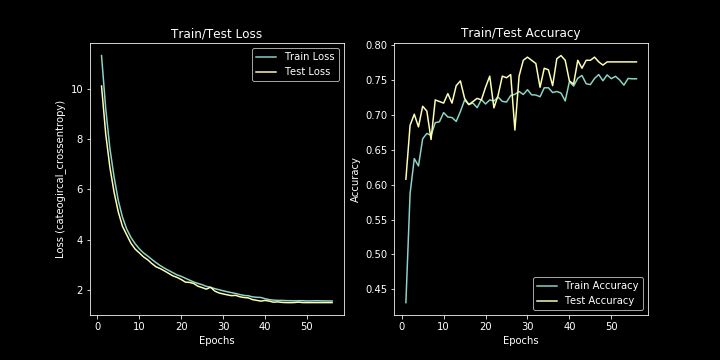 Train/Test Loss
Train Loss
Test Loss
10
8
6
4
2
0
10
20
30
40
50
Epochs
Loss (cateogircal_crossentropy)
Train/Test Accuracy
0.80
0.75
0.70
0.65
0.60
0.55
0.50
0.45
0
10
20
30
40
50
Epochs
Accuracy
Train Accuracy
Test Accuracy